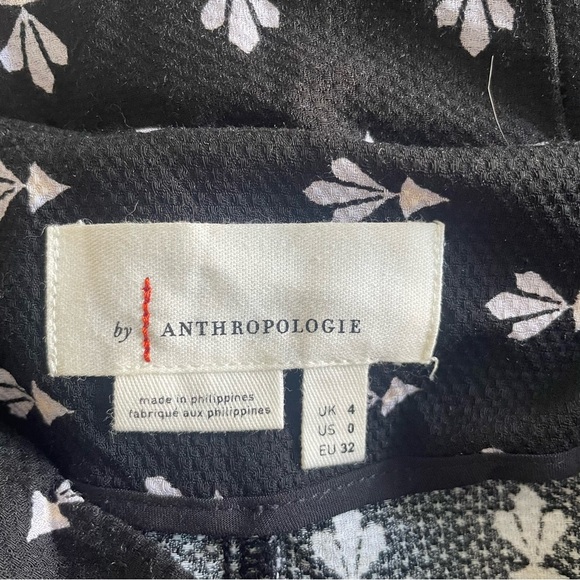 by ANTHROPOLOGIE
made in philippines
fabriqué aux philippines
UK 4
US 0
EU 32